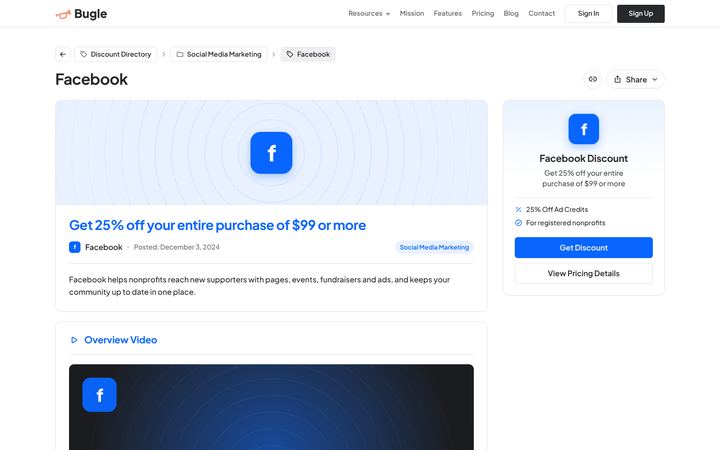 Bugle
Resources
Mission
Features
Pricing
Blog
Contact
Sign In
Sign Up
Discount Directory
Social Media Marketing
Facebook
Facebook
Share
f
Get 25% off your entire purchase of $99 or more
f
Facebook
Posted: December 3, 2024
Social Media Marketing
Facebook helps nonprofits reach new supporters with pages, events, fundraisers and ads, and keeps your
community up to date in one place.
Overview Video
f
f
Facebook Discount
Get 25% off your entire
purchase of $99 or more
25% Off Ad Credits
For registered nonprofits
Get Discount
View Pricing Details